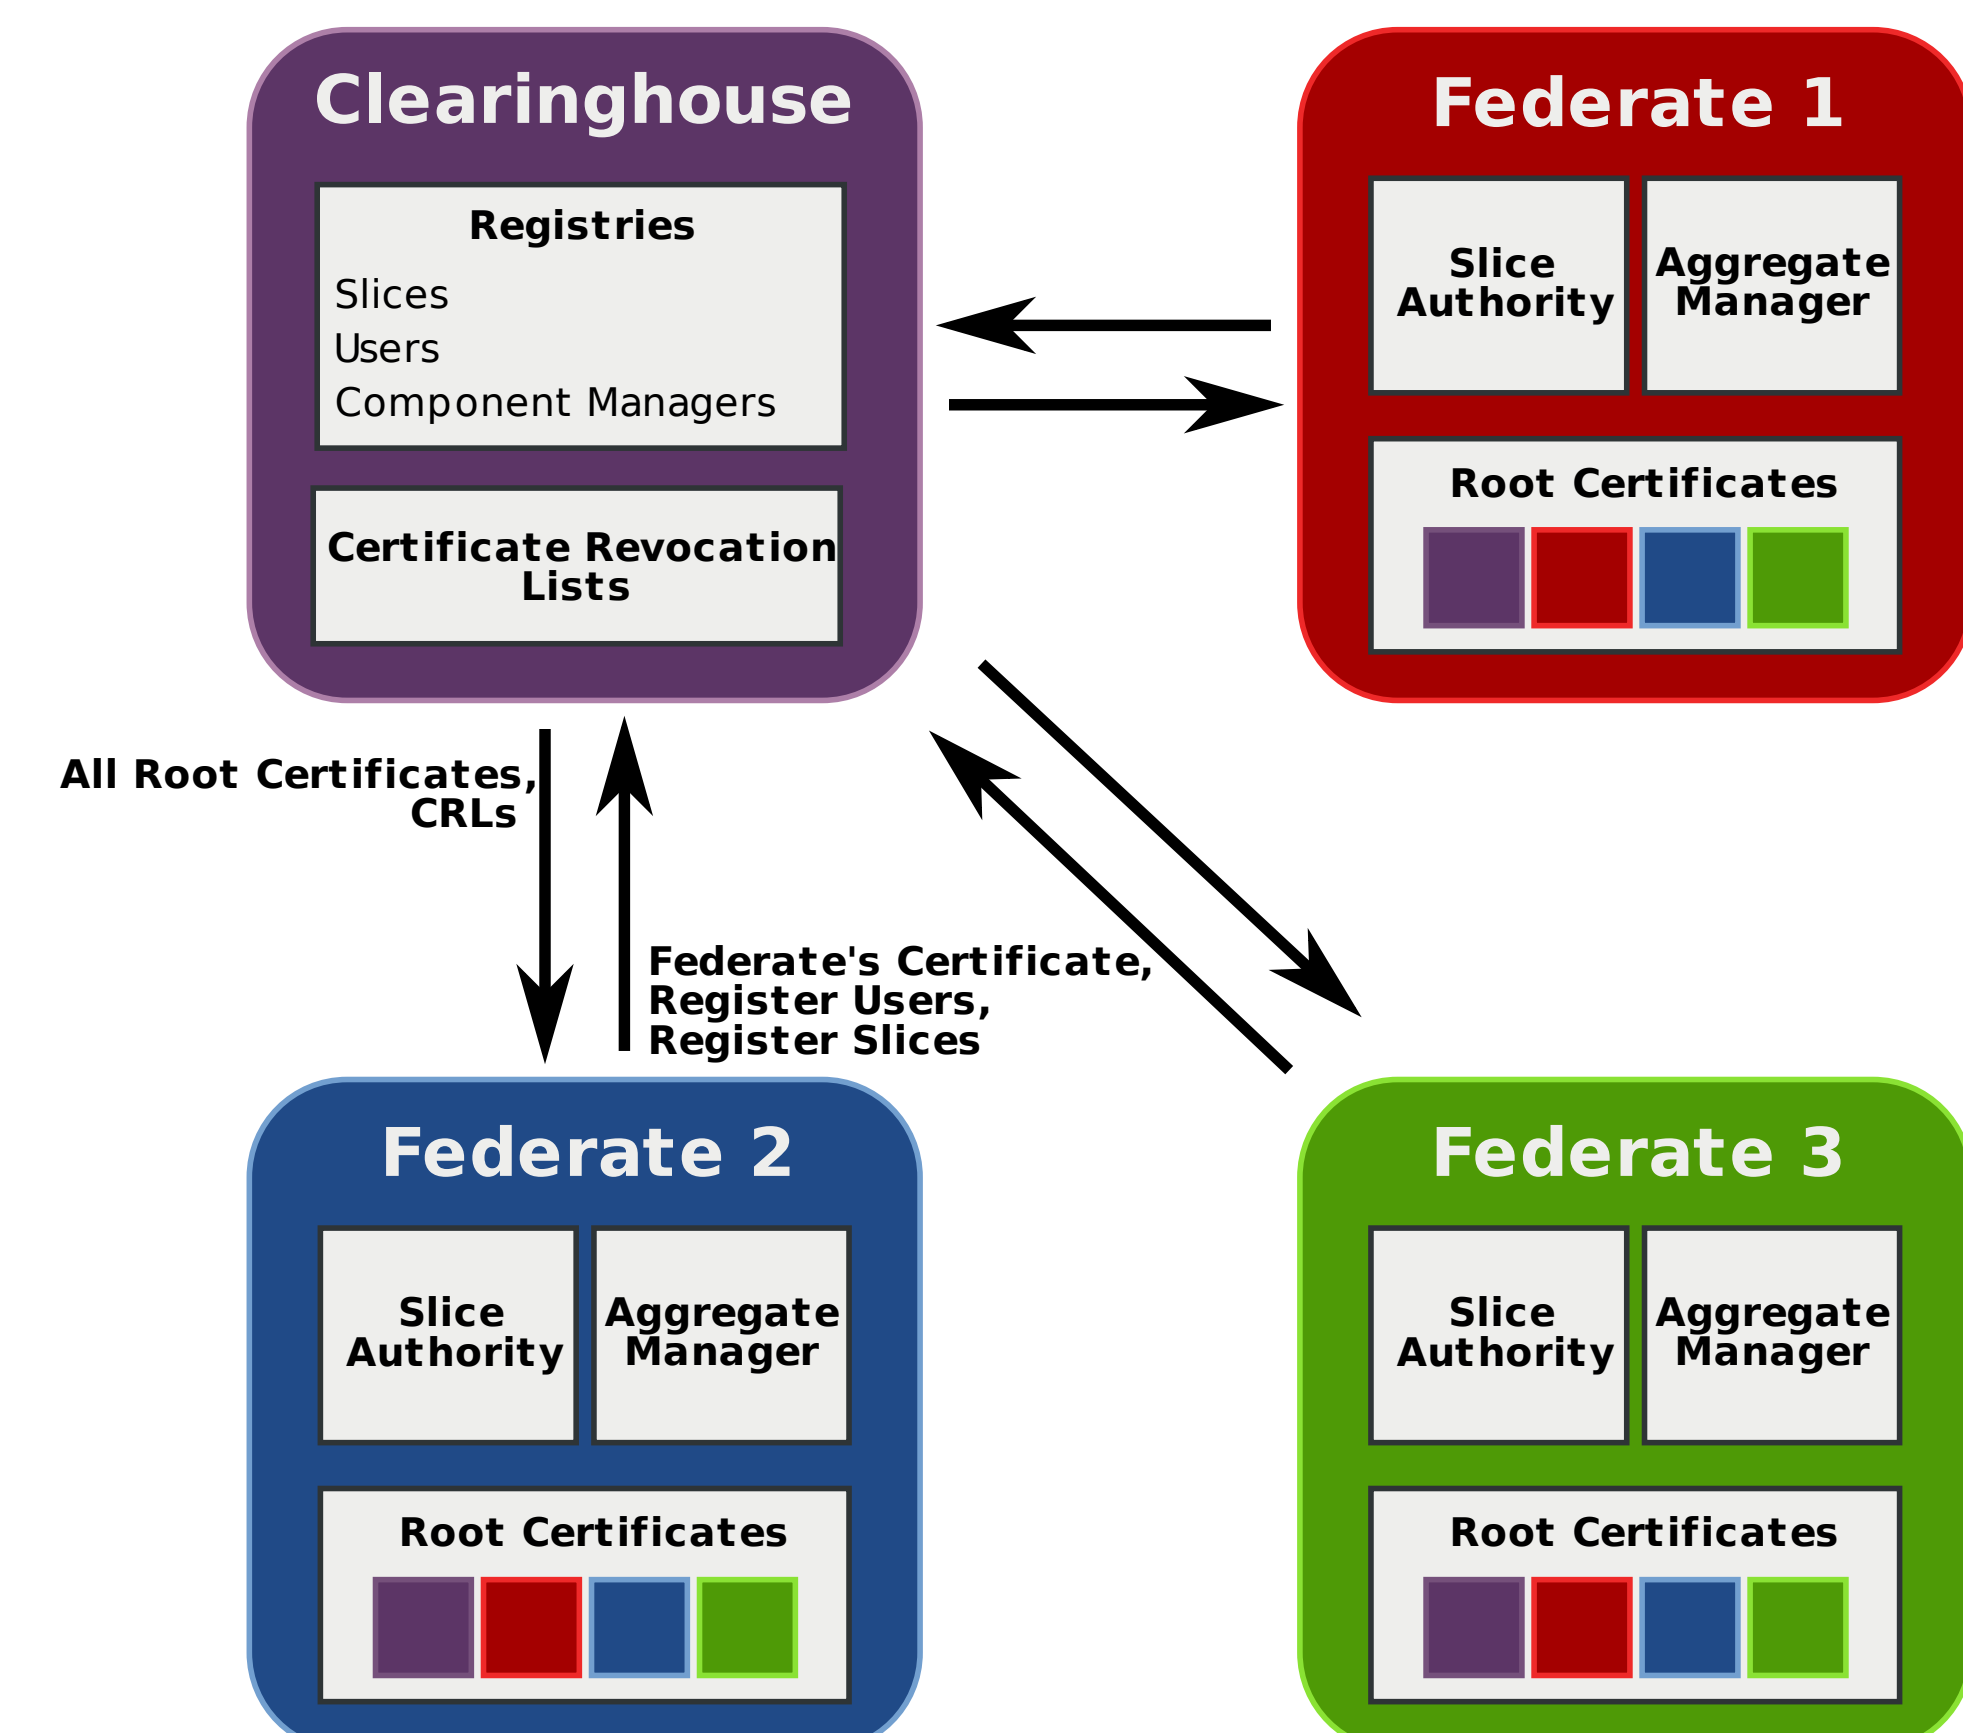 Clearinghouse
Registries
Slices
Users
Component Managers
Certificate Revocation
Lists
Federate 1
Slice
Authority
Aggregate
Manager
Root Certificates
All Root Certificates,
CRLs
Federate's Certificate,
Register Users,
Register Slices
Federate 2
Slice
Authority
Aggregate
Manager
Root Certificates
Federate 3
Slice
Authority
Aggregate
Manager
Root Certificates